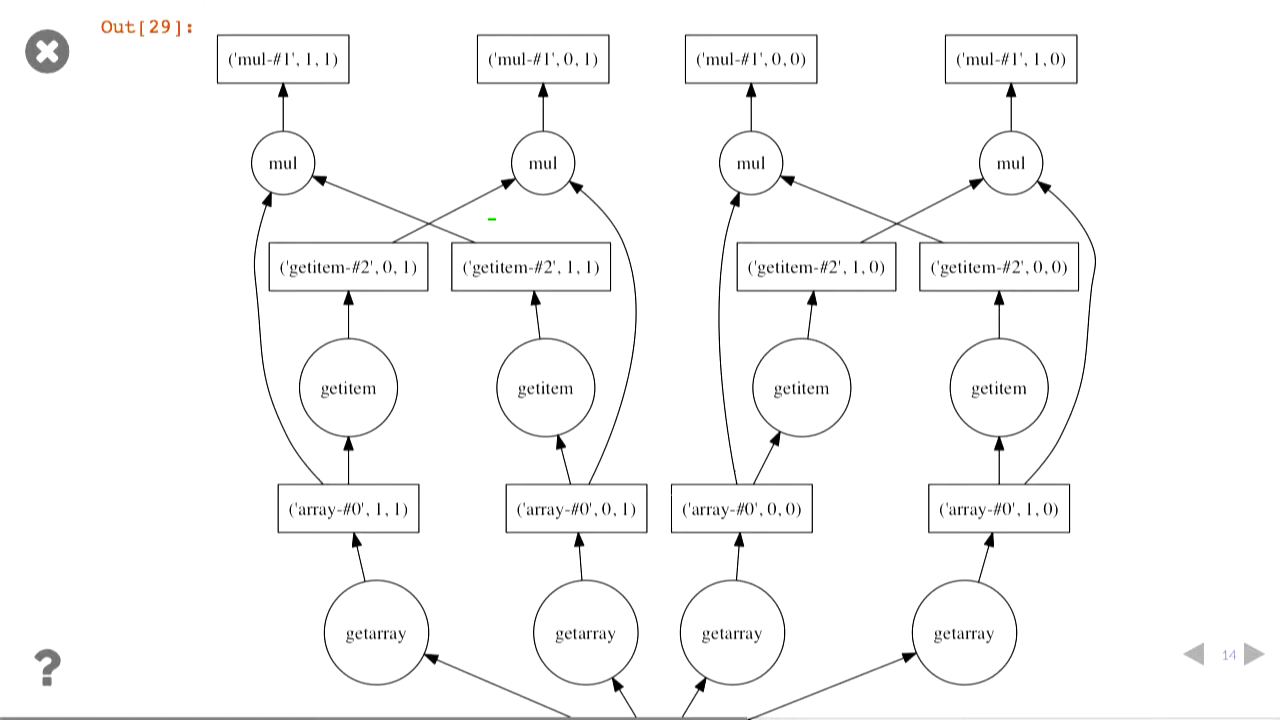 Out[29]:
('mul-#1', 1, 1) ('mul-#1', 0, 1) ('mul-#1', 0, 0) ('mul-#1', 1, 0)
mul mul mul mul
('getitem-#2', 0, 1) ('getitem-#2', 1, 1) ('getitem-#2', 1, 0) ('getitem-#2', 0, 0)
getitem getitem getitem getitem
('array-#0', 1, 1) ('array-#0', 0, 1) ('array-#0', 0, 0) ('array-#0', 1, 0)
getarray getarray getarray getarray
?
14